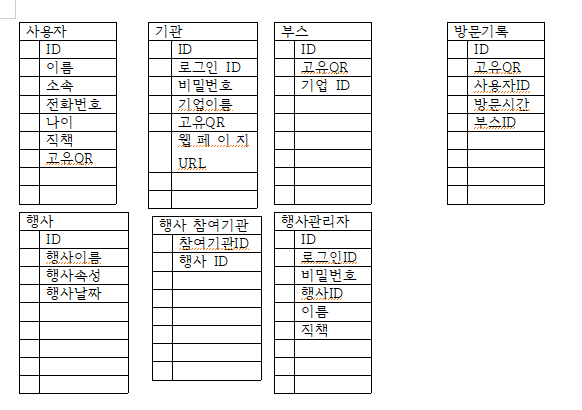 사용자
ID
이름
소속
전화번호
나이
직책
고유QR
기관
ID
로그인 ID
비밀번호
기업이름
고유QR
웹 페 이 지
URL
부스
ID
고유QR
기업 ID
방문기록
ID
고유QR
사용자ID
방문시간
부스ID
행사
ID
행사이름
행사속성
행사날짜
행사 참여기관
참여기관ID
행사 ID
행사관리자
ID
로그인ID
비밀번호
행사ID
이름
직책